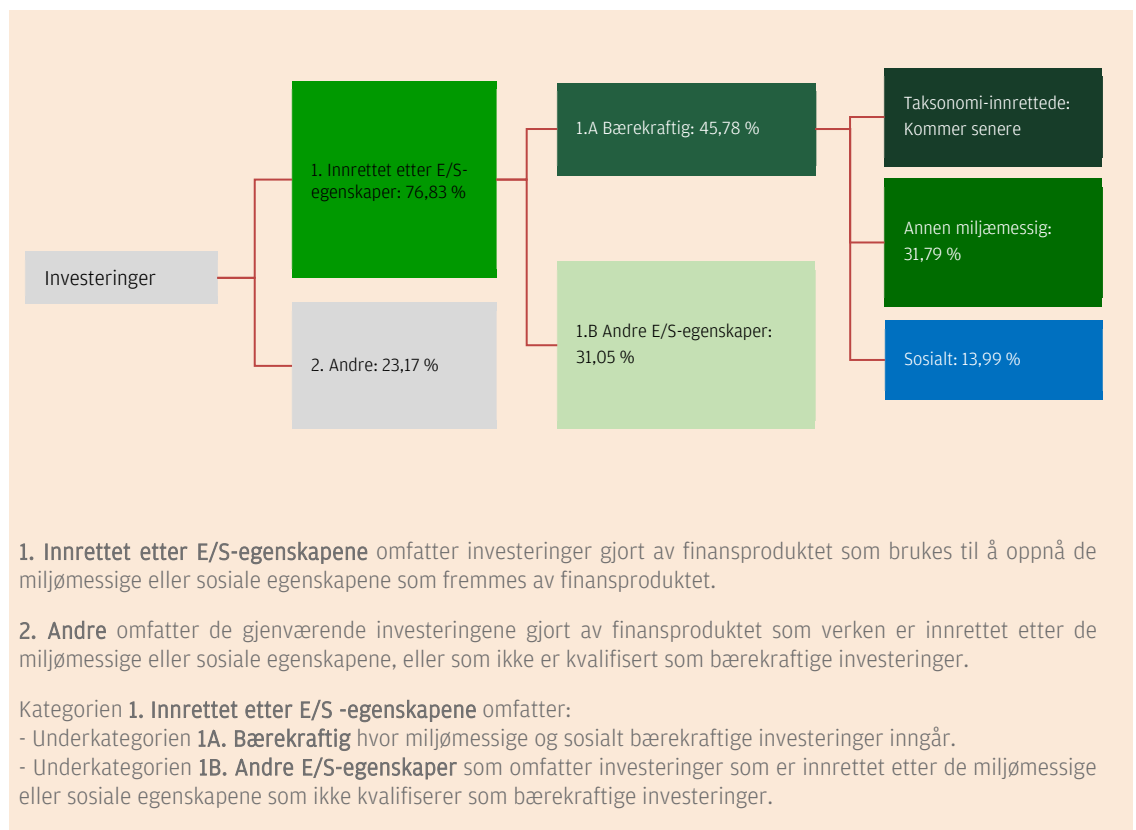 Investeringer
1. Innrettet etter E/S-
egenskaper: 76,83 %
2. Andre: 23,17 %
1.A Bærekraftig: 45,78 %
1.B Andre E/S-egenskaper:
31,05 %
Taksonomi-innrettede:
Kommer senere
Annen miljæmessig:
31,79 %
Sosialt: 13,99 %
1. Innrettet etter E/S-egenskapene omfatter investeringer gjort av finansproduktet som brukes til å oppnå de
miljømessige eller sosiale egenskapene som fremmes av finansproduktet.
2. Andre omfatter de gjenværende investeringene gjort av finansproduktet som verken er innrettet etter de
miljømessige eller sosiale egenskapene, eller som ikke er kvalifisert som bærekraftige investeringer.
Kategorien 1. Innrettet etter E/S -egenskapene omfatter:
- Underkategorien 1A. Bærekraftig hvor miljømessige og sosialt bærekraftige investeringer inngår.
- Underkategorien 1B. Andre E/S-egenskaper som omfatter investeringer som er innrettet etter de miljømessige
eller sosiale egenskapene som ikke kvalifiserer som bærekraftige investeringer.